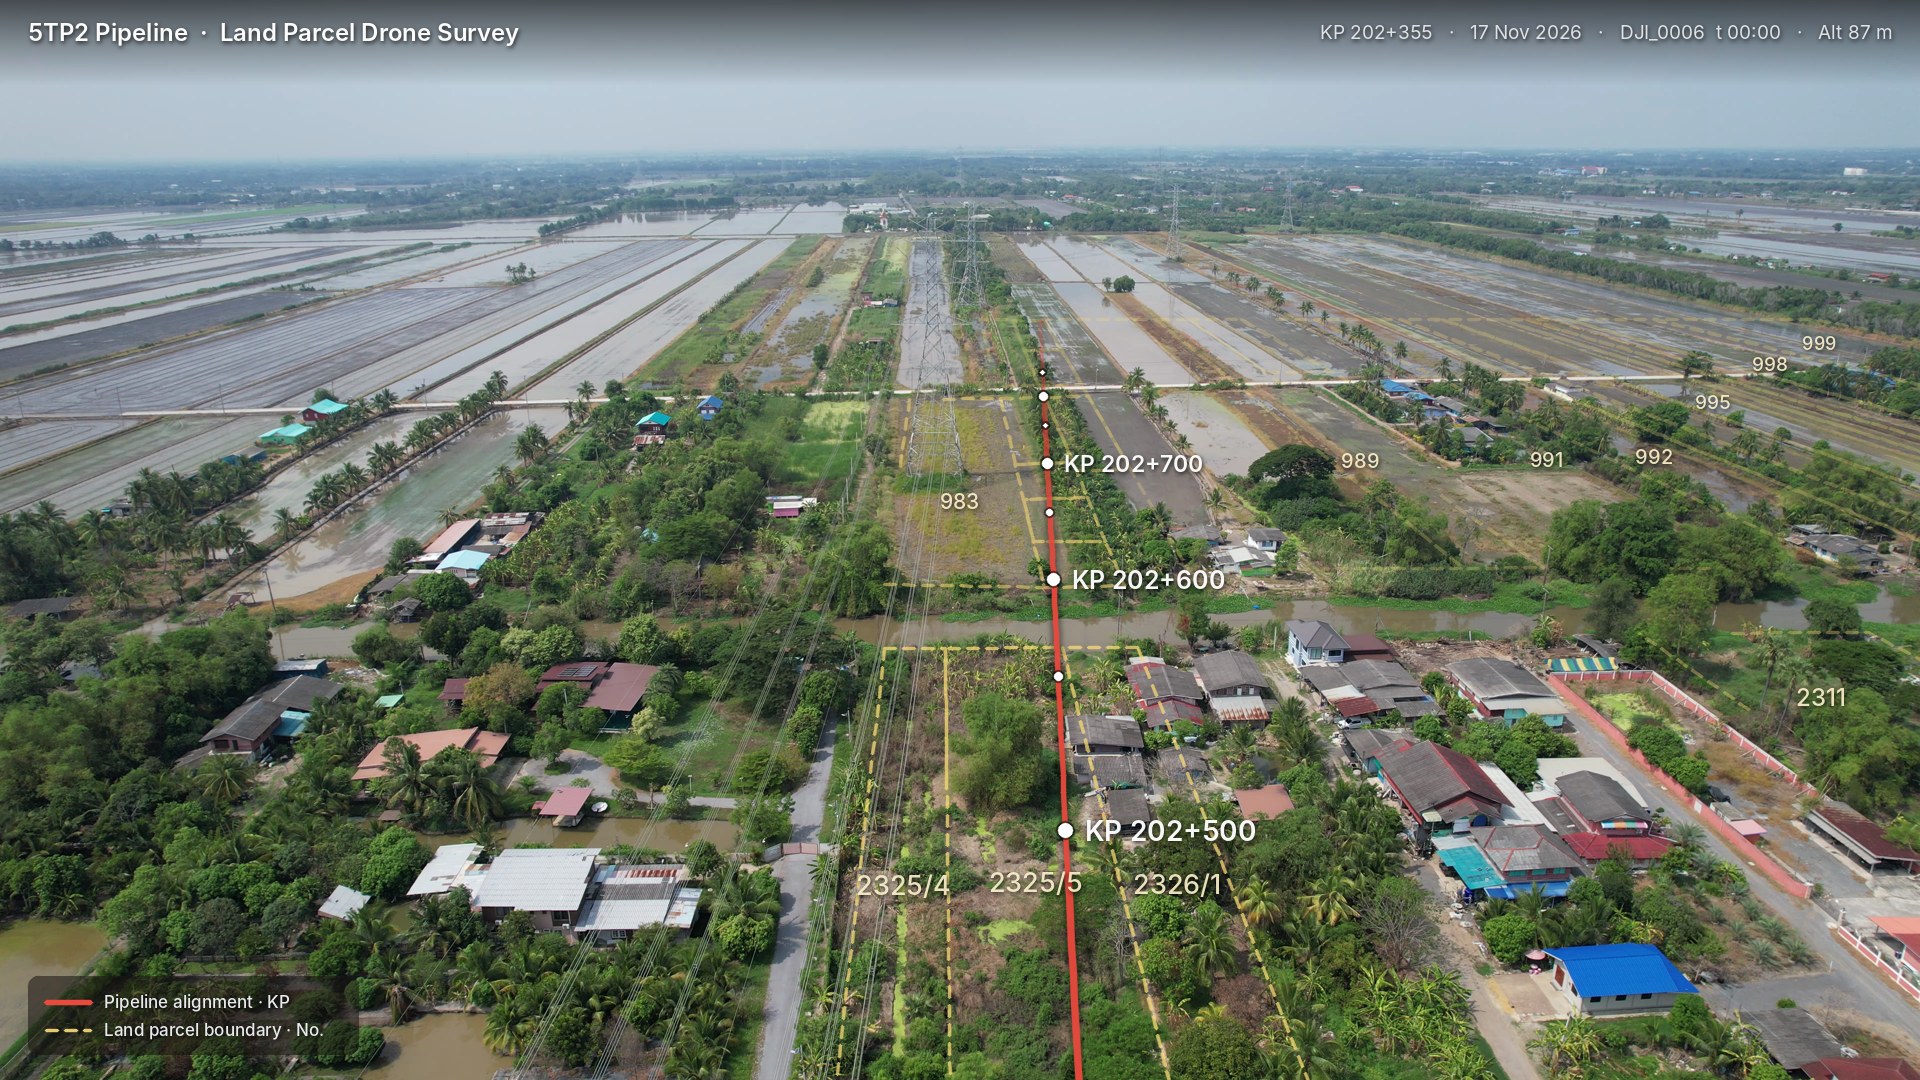 5TP2 Pipeline · Land Parcel Drone Survey
KP 202+355 · 17 Nov 2026 · DJI_0006 t 00:00 · Alt 87 m
999
998
995
KP 202+700
989
991
992
983
KP 202+600
2311
KP 202+500
2325/4
2325/5
2326/1
Pipeline alignment · KP
Land parcel boundary · No.